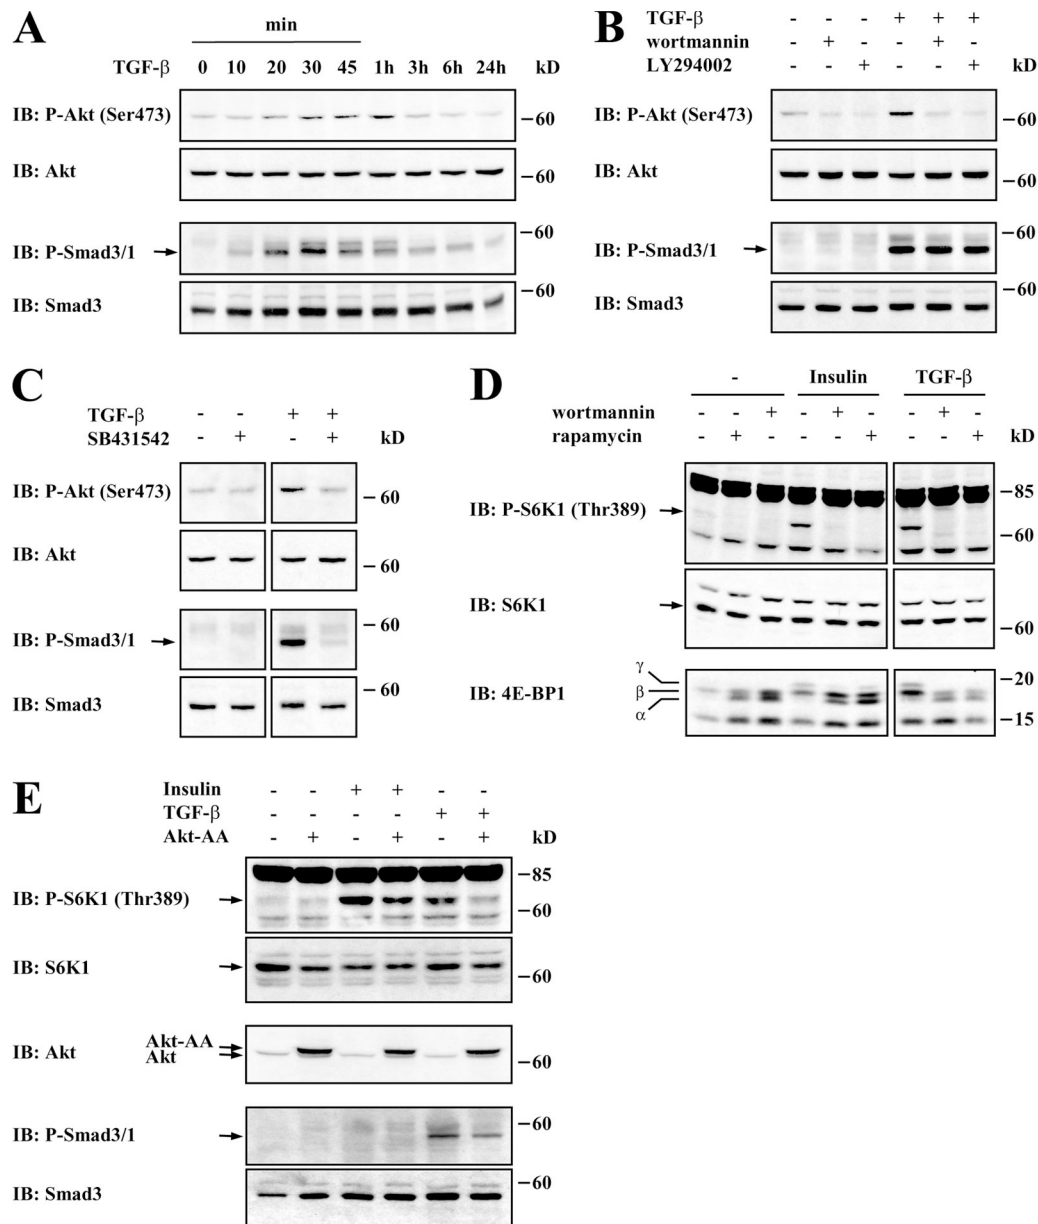 A
min
TGF-β 0 10 20 30 45 1h 3h 6h 24h kD
IB: P-Akt (Ser473) –60
IB: Akt –60
IB: P-Smad3/1 –60
IB: Smad3 –60
B
TGF-β - - - + + +
wortmannin - + - - + -
LY294002 - - + - - + kD
IB: P-Akt (Ser473) –60
IB: Akt –60
IB: P-Smad3/1 –60
IB: Smad3 –60
C
TGF-β - - + +
SB431542 - + - + kD
IB: P-Akt (Ser473) –60
IB: Akt –60
IB: P-Smad3/1 –60
IB: Smad3 –60
D
- Insulin TGF-β
wortmannin - - + - + - - + -
rapamycin - + - - - + - - + kD
IB: P-S6K1 (Thr389) –85
–60
IB: S6K1 –60
IB: 4E-BP1 γ β α –20
–15
E
Insulin - - + + - -
TGF-β - - - - + +
Akt-AA - + - + - + kD
IB: P-S6K1 (Thr389) –85
–60
IB: S6K1 –60
IB: Akt Akt-AA
Akt –60
IB: P-Smad3/1 –60
IB: Smad3 –60